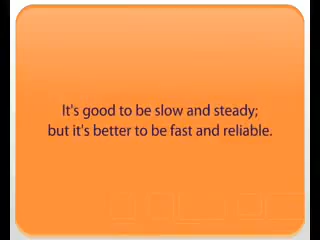 It's good to be slow and steady;
but it's better to be fast and reliable.